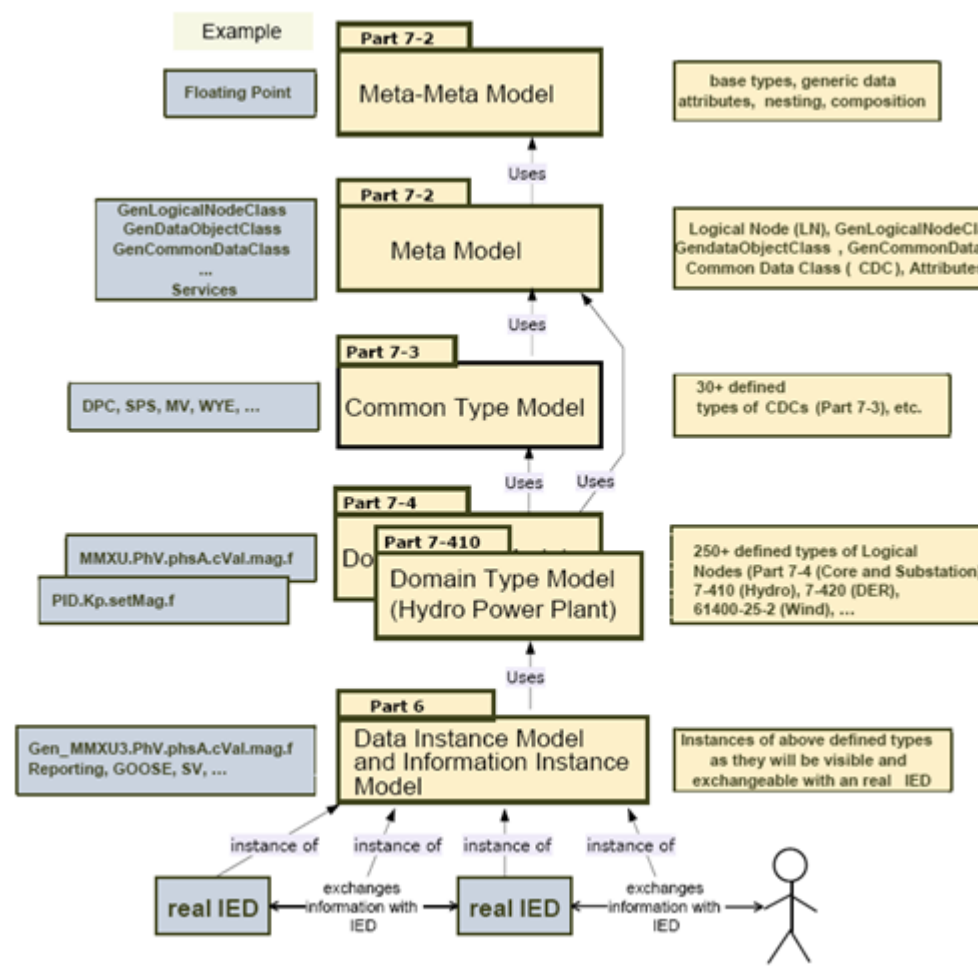 Example
Part 7-2
Floating Point
Meta-Meta Model
base types, generic data
attributes, nesting, composition
Uses
Part 7-2
GenLogicalNodeClass
GenDataObjectClass
GenCommonDataClass
...
Services
Meta Model
Logical Node (LN), GenLogicalNodeCl
GendataObjectClass , GenCommonData
Common Data Class ( CDC), Attributes
Uses
Part 7-3
DPC, SPS, MV, WYE, ...
Common Type Model
30+ defined
types of CDCs (Part 7-3), etc.
Uses
Uses
Part 7-4
Do
Part 7-410
MMXU.PhV.phsA.cVal.mag.f
PID.Kp.setMag.f
Domain Type Model
(Hydro Power Plant)
250+ defined types of Logical
Nodes (Part 7-4 (Core and Substation)
7-410 (Hydro), 7-420 (DER),
61400-25-2 (Wind), ...
Uses
Part 6
Gen_MMXU3.PhV.phsA.cVal.mag.f
Reporting, GOOSE, SV, ...
Data Instance Model
and Information Instance
Model
Instances of above defined types
as they will be visible and
exchangeable with an real IED
instance of
instance of
instance of
instance of
real IED
exchanges
information with
IED
real IED
exchanges
information with
IED